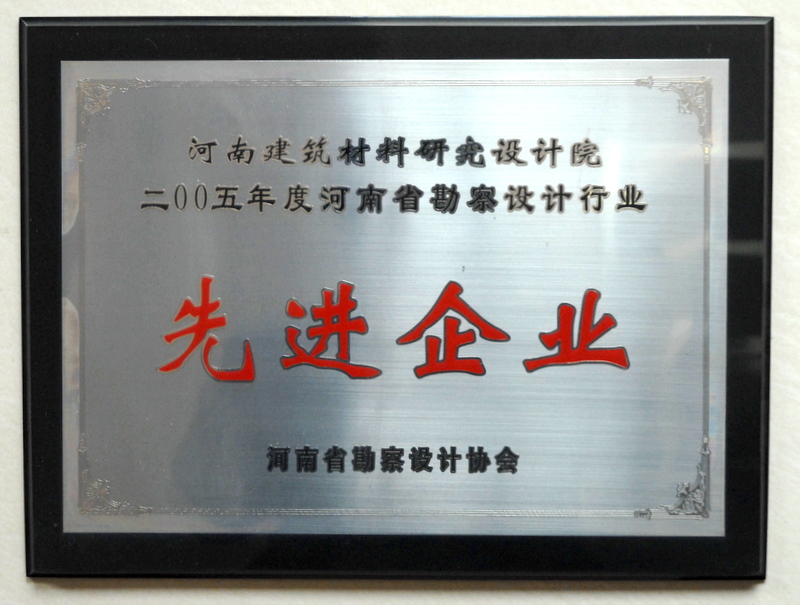 河南建筑材料研究设计院
二00五年度河南省勘察设计行业
先进企业
河南省勘察设计协会